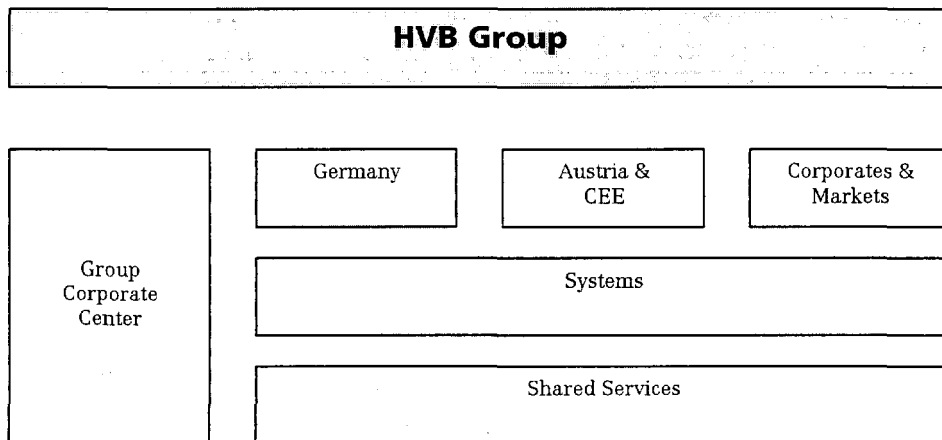 HVB Group
Germany
Austria &
CEE
Corporates &
Markets
Group
Corporate
Center
Systems
Shared Services